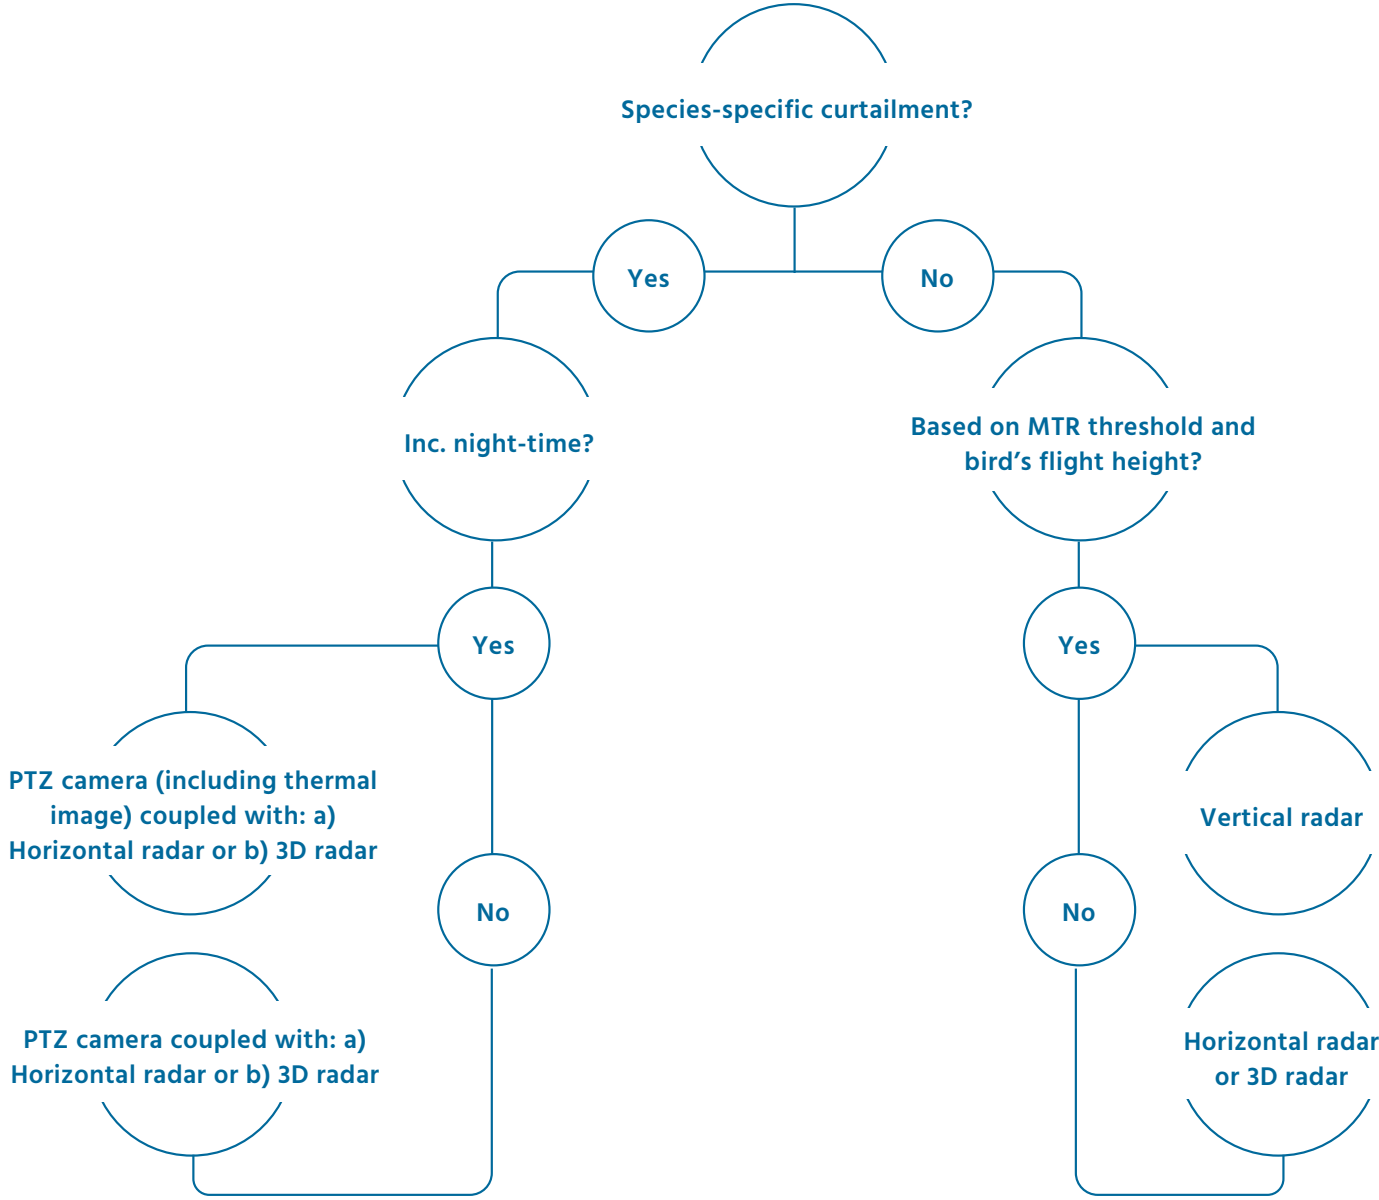 Species-specific curtailment?
Yes
No
Inc. night-time?
Based on MTR threshold and
bird’s flight height?
Yes
Yes
PTZ camera (including thermal
image) coupled with: a)
Horizontal radar or b) 3D radar
Vertical radar
No
No
PTZ camera coupled with: a)
Horizontal radar or b) 3D radar
Horizontal radar
or 3D radar